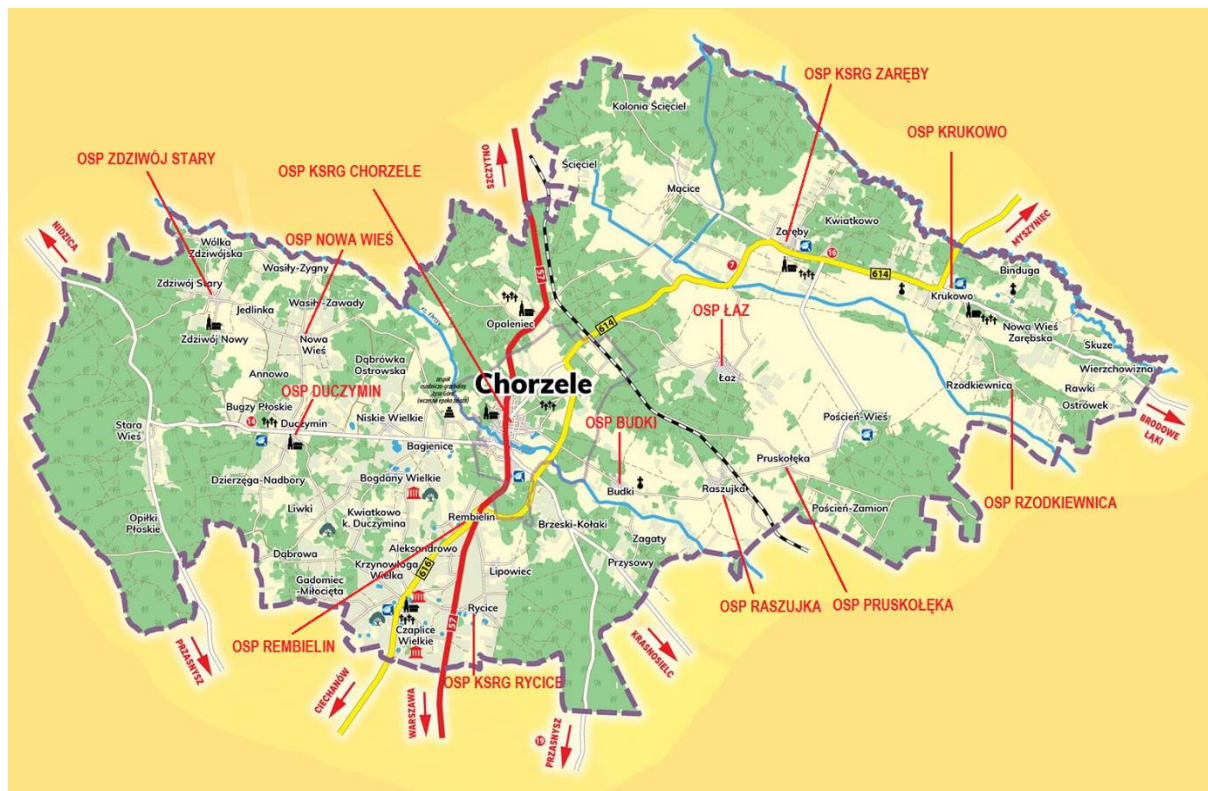 OSP KSRG ZARĘBY
Kolonia Ścięciel
OSP KRUKOWO
OSP ZDZIWÓJ STARY
OSP KSRG CHORZELE
SZCZYTNO
Ścięciel
Mącice
NIDZICA
OSP NOWA WIEŚ
Zaręby
Kwiatkowo
MYSZYNIEC
Wólka
Zdziwójska
Wasiły-Zygny
7
16
614
Binduga
Zdziwój Stary
57
Krukowo
Jedlinka
Wasiły-Zawady
OSP ŁAZ
Opaleniec
614
Nowa Wieś
Zarębska
Zdziwój Nowy
Nowa
Wieś
Skuze
Dąbrówka
Ostrowska
Wierzchowizna
Annowo
Łaz
Chorzele
OSP DUCZYMIN
Rzodkiewnica
Rawki
Ostrówek
Bugzy Płoskie
14
Duczymin
Niskie Wielkie
OSP BUDKI
Poścień-Wieś
BRODOWE
ŁĄKI
Stara
Wieś
Bagienice
Pruskołęka
Dzierzęga-Nadbory
Bogdany Wielkie
Budki
Raszujka
OSP RZODKIEWNICA
Opiłki
Płoskie
Liwki
Kwiatkowo
k. Duczymina
Rembielin
Brzeski-Kołaki
Poścień-Zamion
Zagaty
Dąbrowa
Aleksandrowo
Przysowy
Krzynowłoga
Wielka
616
Lipowiec
Gadomiec
-Miłocięta
OSP RASZUJKA
OSP PRUSKOŁĘKA
Rycice
57
Czaplice
Wielkie
OSP REMBIELIN
PRZASNYSZ
KRASNOSIELC
OSP KSRG RYCICE
CIECHANÓW
WARSZAWA
19
PRZASNYSZ